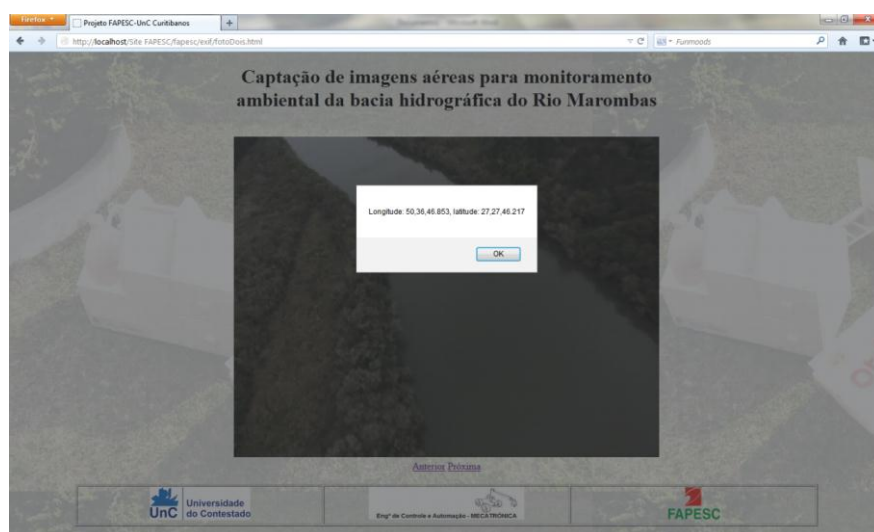 Firefox
Projeto FAPESC-UnC Curitibanos
http://localhost/Site FAPESC/fapesc/exif/fotoDois.html
Funmoods
Captação de imagens aéreas para monitoramento
ambiental da bacia hidrográfica do Rio Marombas
Longitude: 50,36,46.853, latitude: 27,27,46.217
OK
Anterior Próxima
UnC Universidade
do Contestado
Engª de Controle e Automação - MECATRÔNICA
FAPESC